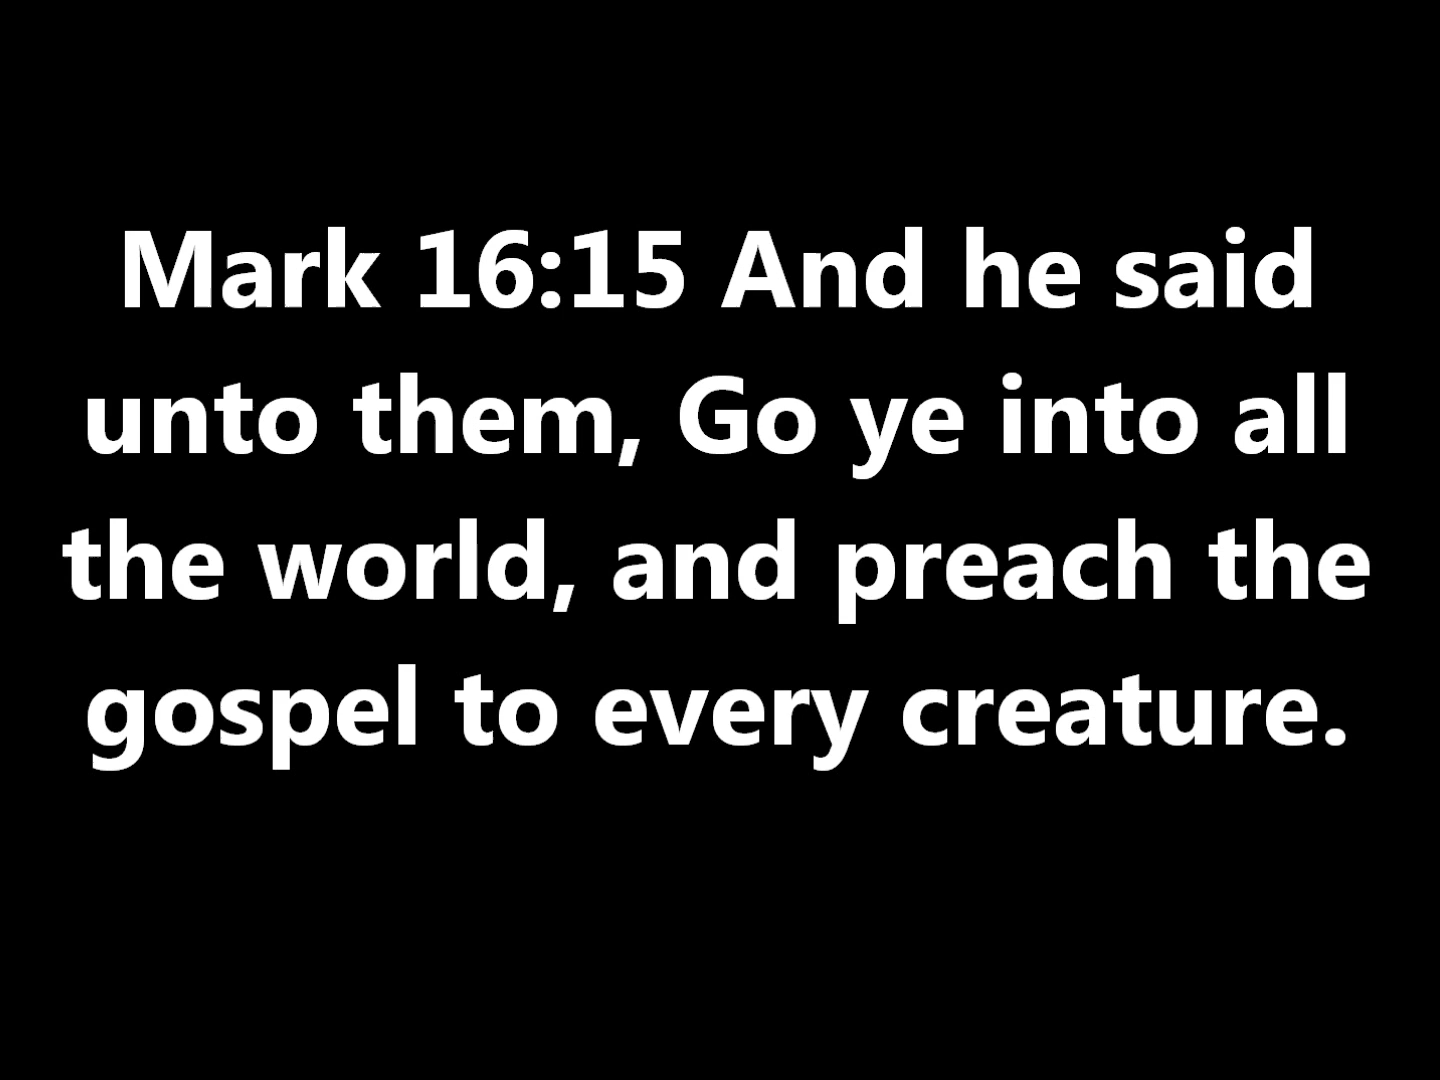 Mark 16:15 And he said
unto them, Go ye into all
the world, and preach the
gospel to every creature.